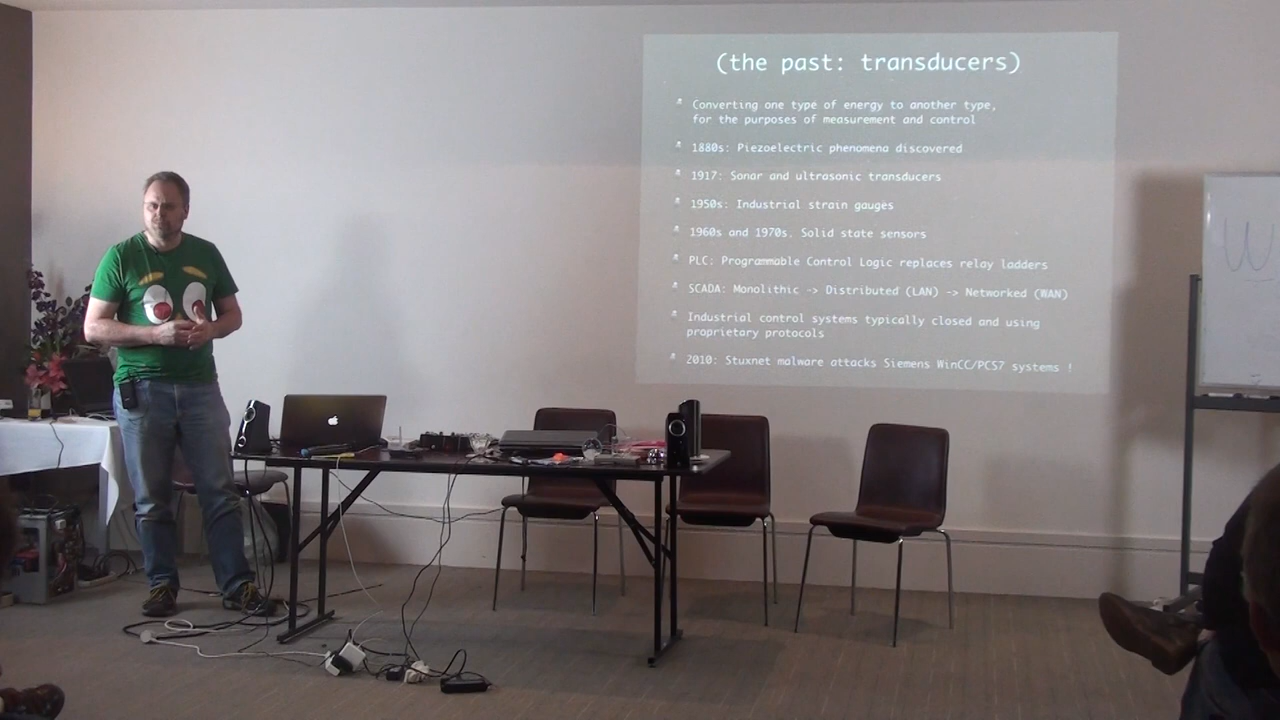 (the past: transducers)
Converting one type of energy to another type,
for the purposes of measurement and control
1880s: Piezoelectric phenomena discovered
1917: Sonar and ultrasonic transducers
1950s: Industrial strain gauges
1960s and 1970s. Solid state sensors
PLC: Programmable Control Logic replaces relay ladders
SCADA: Monolithic -> Distributed (LAN) -> Networked (WAN)
Industrial control systems typically closed and using
proprietary protocols
2010: Stuxnet malware attacks Siemens WinCC/PCS7 systems !